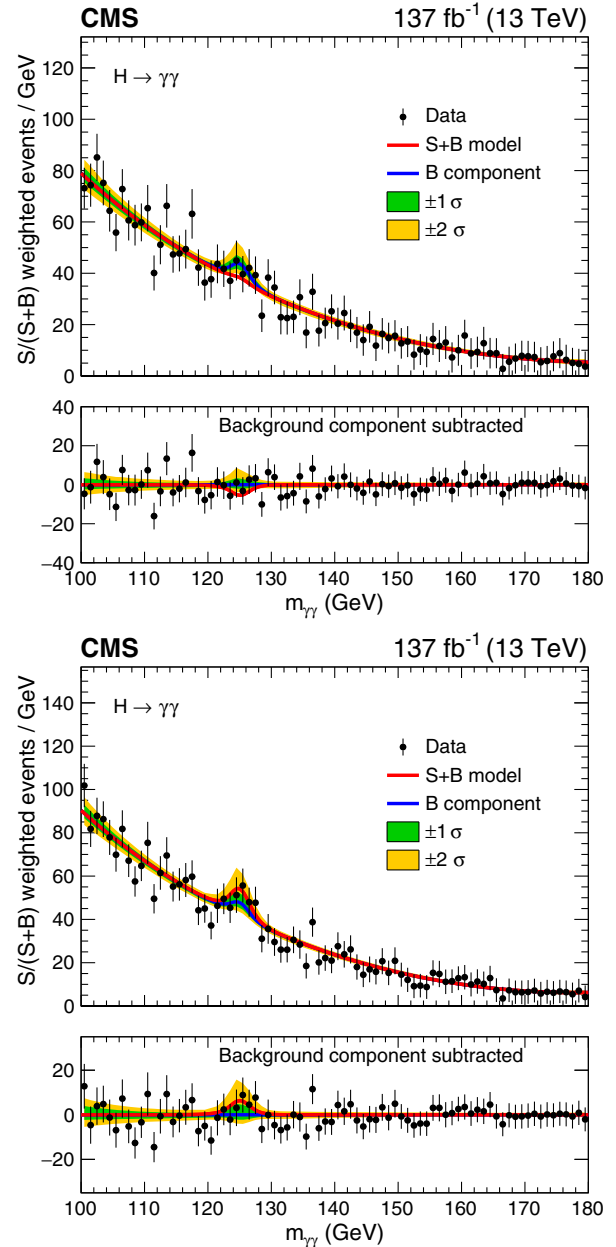 CMS 137 fb⁻¹ (13 TeV)
S/(S+B) weighted events / GeV
120
100
80
60
40
20
0
H → γγ
Data
S+B model
B component
±1 σ
±2 σ
40
20
0
−20
−40
Background component subtracted
100 110 120 130 140 150 160 170 180
m_γγ (GeV)
CMS 137 fb⁻¹ (13 TeV)
S/(S+B) weighted events / GeV
140
120
100
80
60
40
20
0
H → γγ
Data
S+B model
B component
±1 σ
±2 σ
20
0
−20
Background component subtracted
100 110 120 130 140 150 160 170 180
m_γγ (GeV)